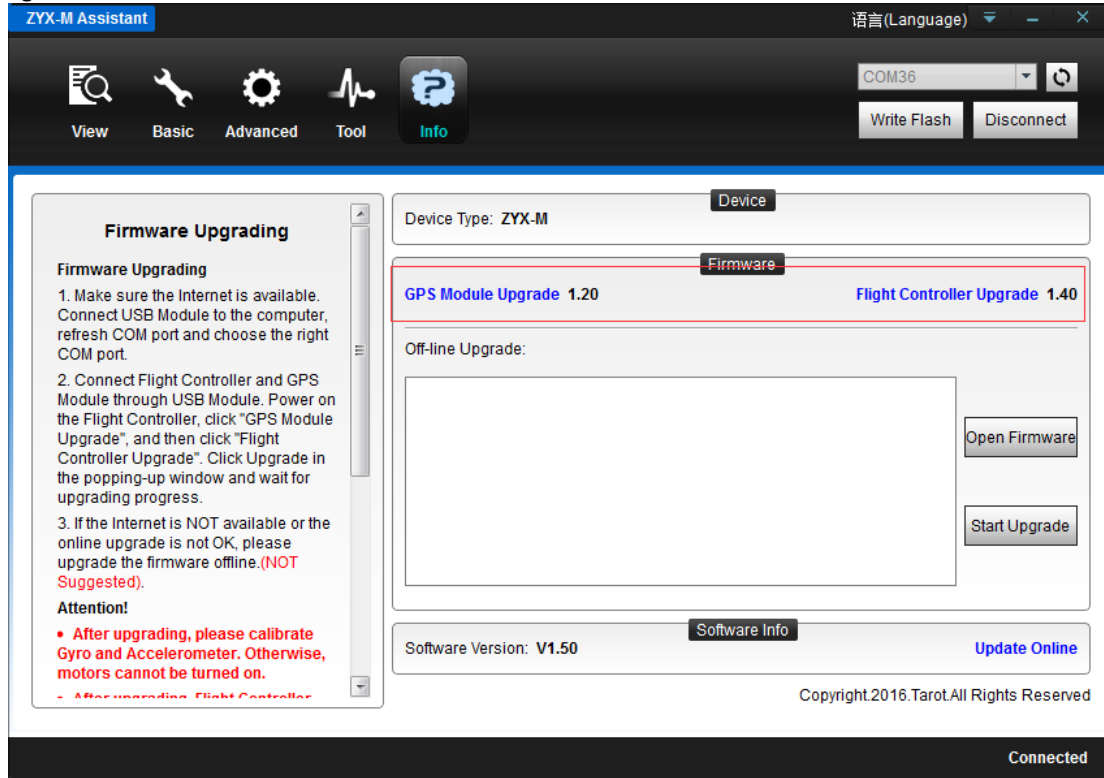 ZYX-M Assistant
语言(Language)
View
Basic
Advanced
Tool
Info
COM36
Write Flash
Disconnect
Firmware Upgrading
Firmware Upgrading
1. Make sure the Internet is available.
Connect USB Module to the computer,
refresh COM port and choose the right
COM port.
2. Connect Flight Controller and GPS
Module through USB Module. Power on
the Flight Controller, click "GPS Module
Upgrade", and then click "Flight
Controller Upgrade". Click Upgrade in
the popping-up window and wait for
upgrading progress.
3. If the Internet is NOT available or the
online upgrade is not OK, please
upgrade the firmware offline.(NOT
Suggested).
Attention!
• After upgrading, please calibrate
Gyro and Accelerometer. Otherwise,
motors cannot be turned on.
• After upgrading, Flight Controller
Device
Device Type: ZYX-M
Firmware
GPS Module Upgrade 1.20
Flight Controller Upgrade 1.40
Off-line Upgrade:
Open Firmware
Start Upgrade
Software Info
Software Version: V1.50
Update Online
Copyright.2016.Tarot.All Rights Reserved
Connected